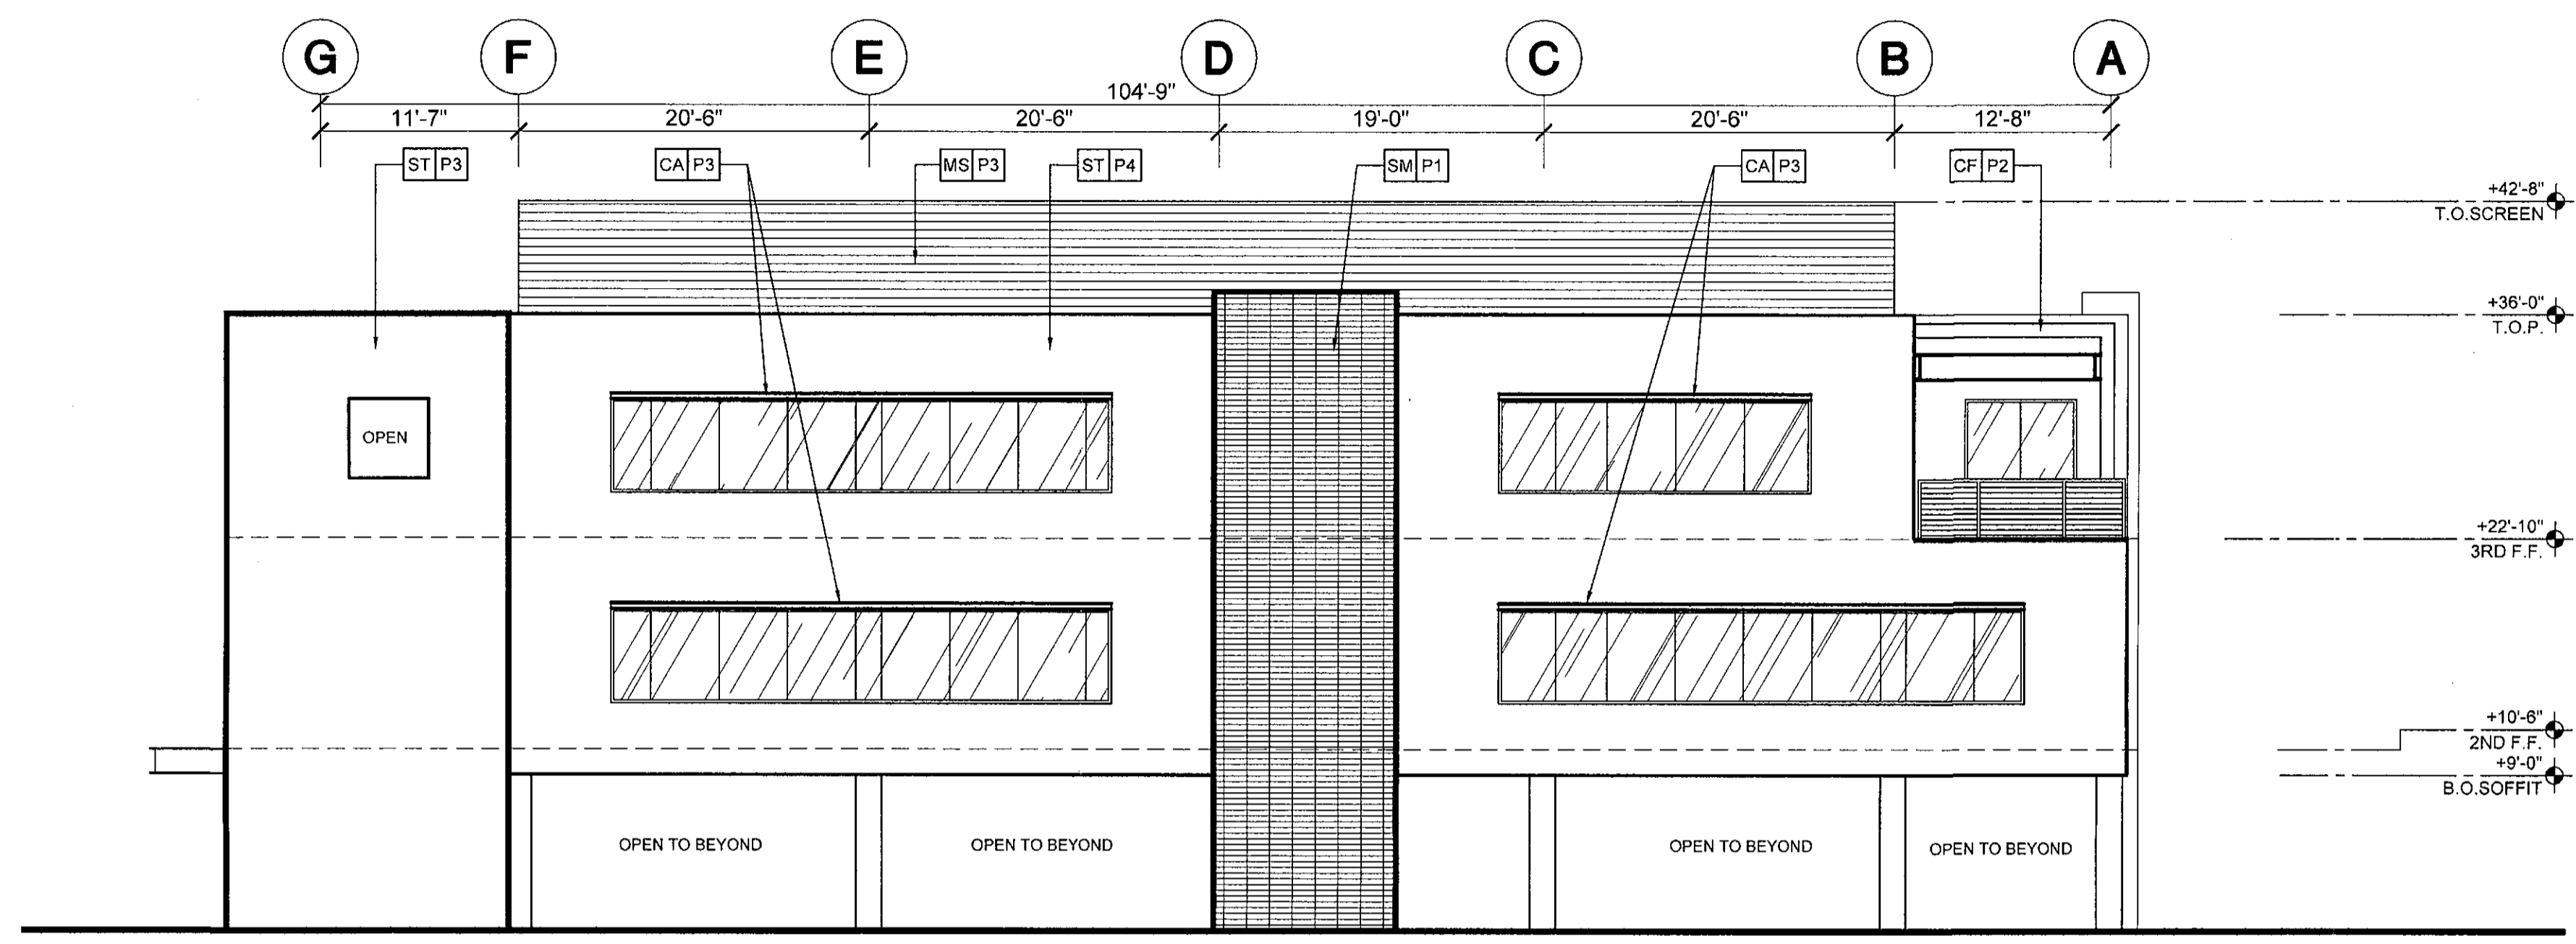 G F E D C B A
104'-9"
11'-7" 20'-6" 20'-6" 19'-0" 20'-6" 12'-8"
ST P3 CA P3 MS P3 ST P4 SM P1 CA P3 CF P2
+42'-8"
T.O.SCREEN
+36'-0"
T.O.P.
OPEN
+22'-10"
3RD F.F.
+10'-6"
2ND F.F.
+9'-0"
B.O.SOFFIT
OPEN TO BEYOND OPEN TO BEYOND OPEN TO BEYOND OPEN TO BEYOND